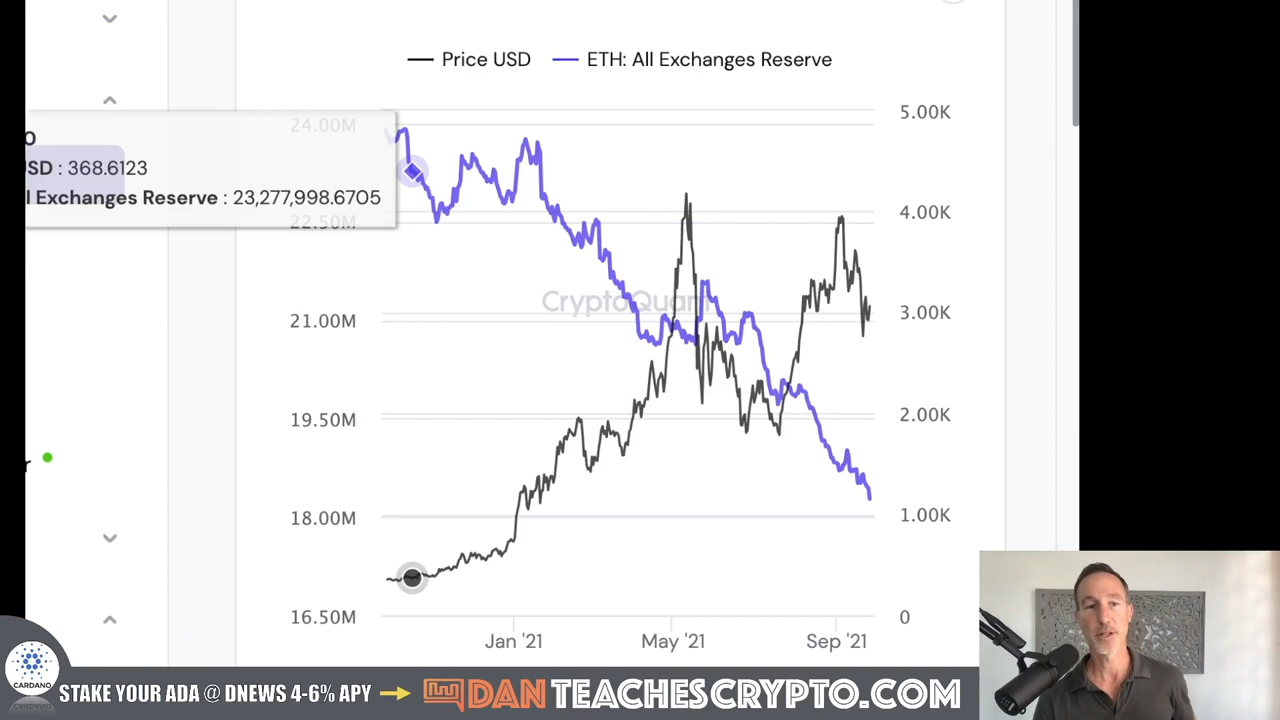 Price USD
ETH: All Exchanges Reserve
24.00M
5.00K
O
SD : 368.6123
l Exchanges Reserve : 23,277,998.6705
22.50M
4.00K
CryptoQuant
21.00M
3.00K
19.50M
2.00K
r
18.00M
1.00K
16.50M
0
Jan '21
May '21
Sep '21
CARDANO
STAKE YOUR ADA @ DNEWS 4-6% APY
DANTEACHESCRYPTO.COM